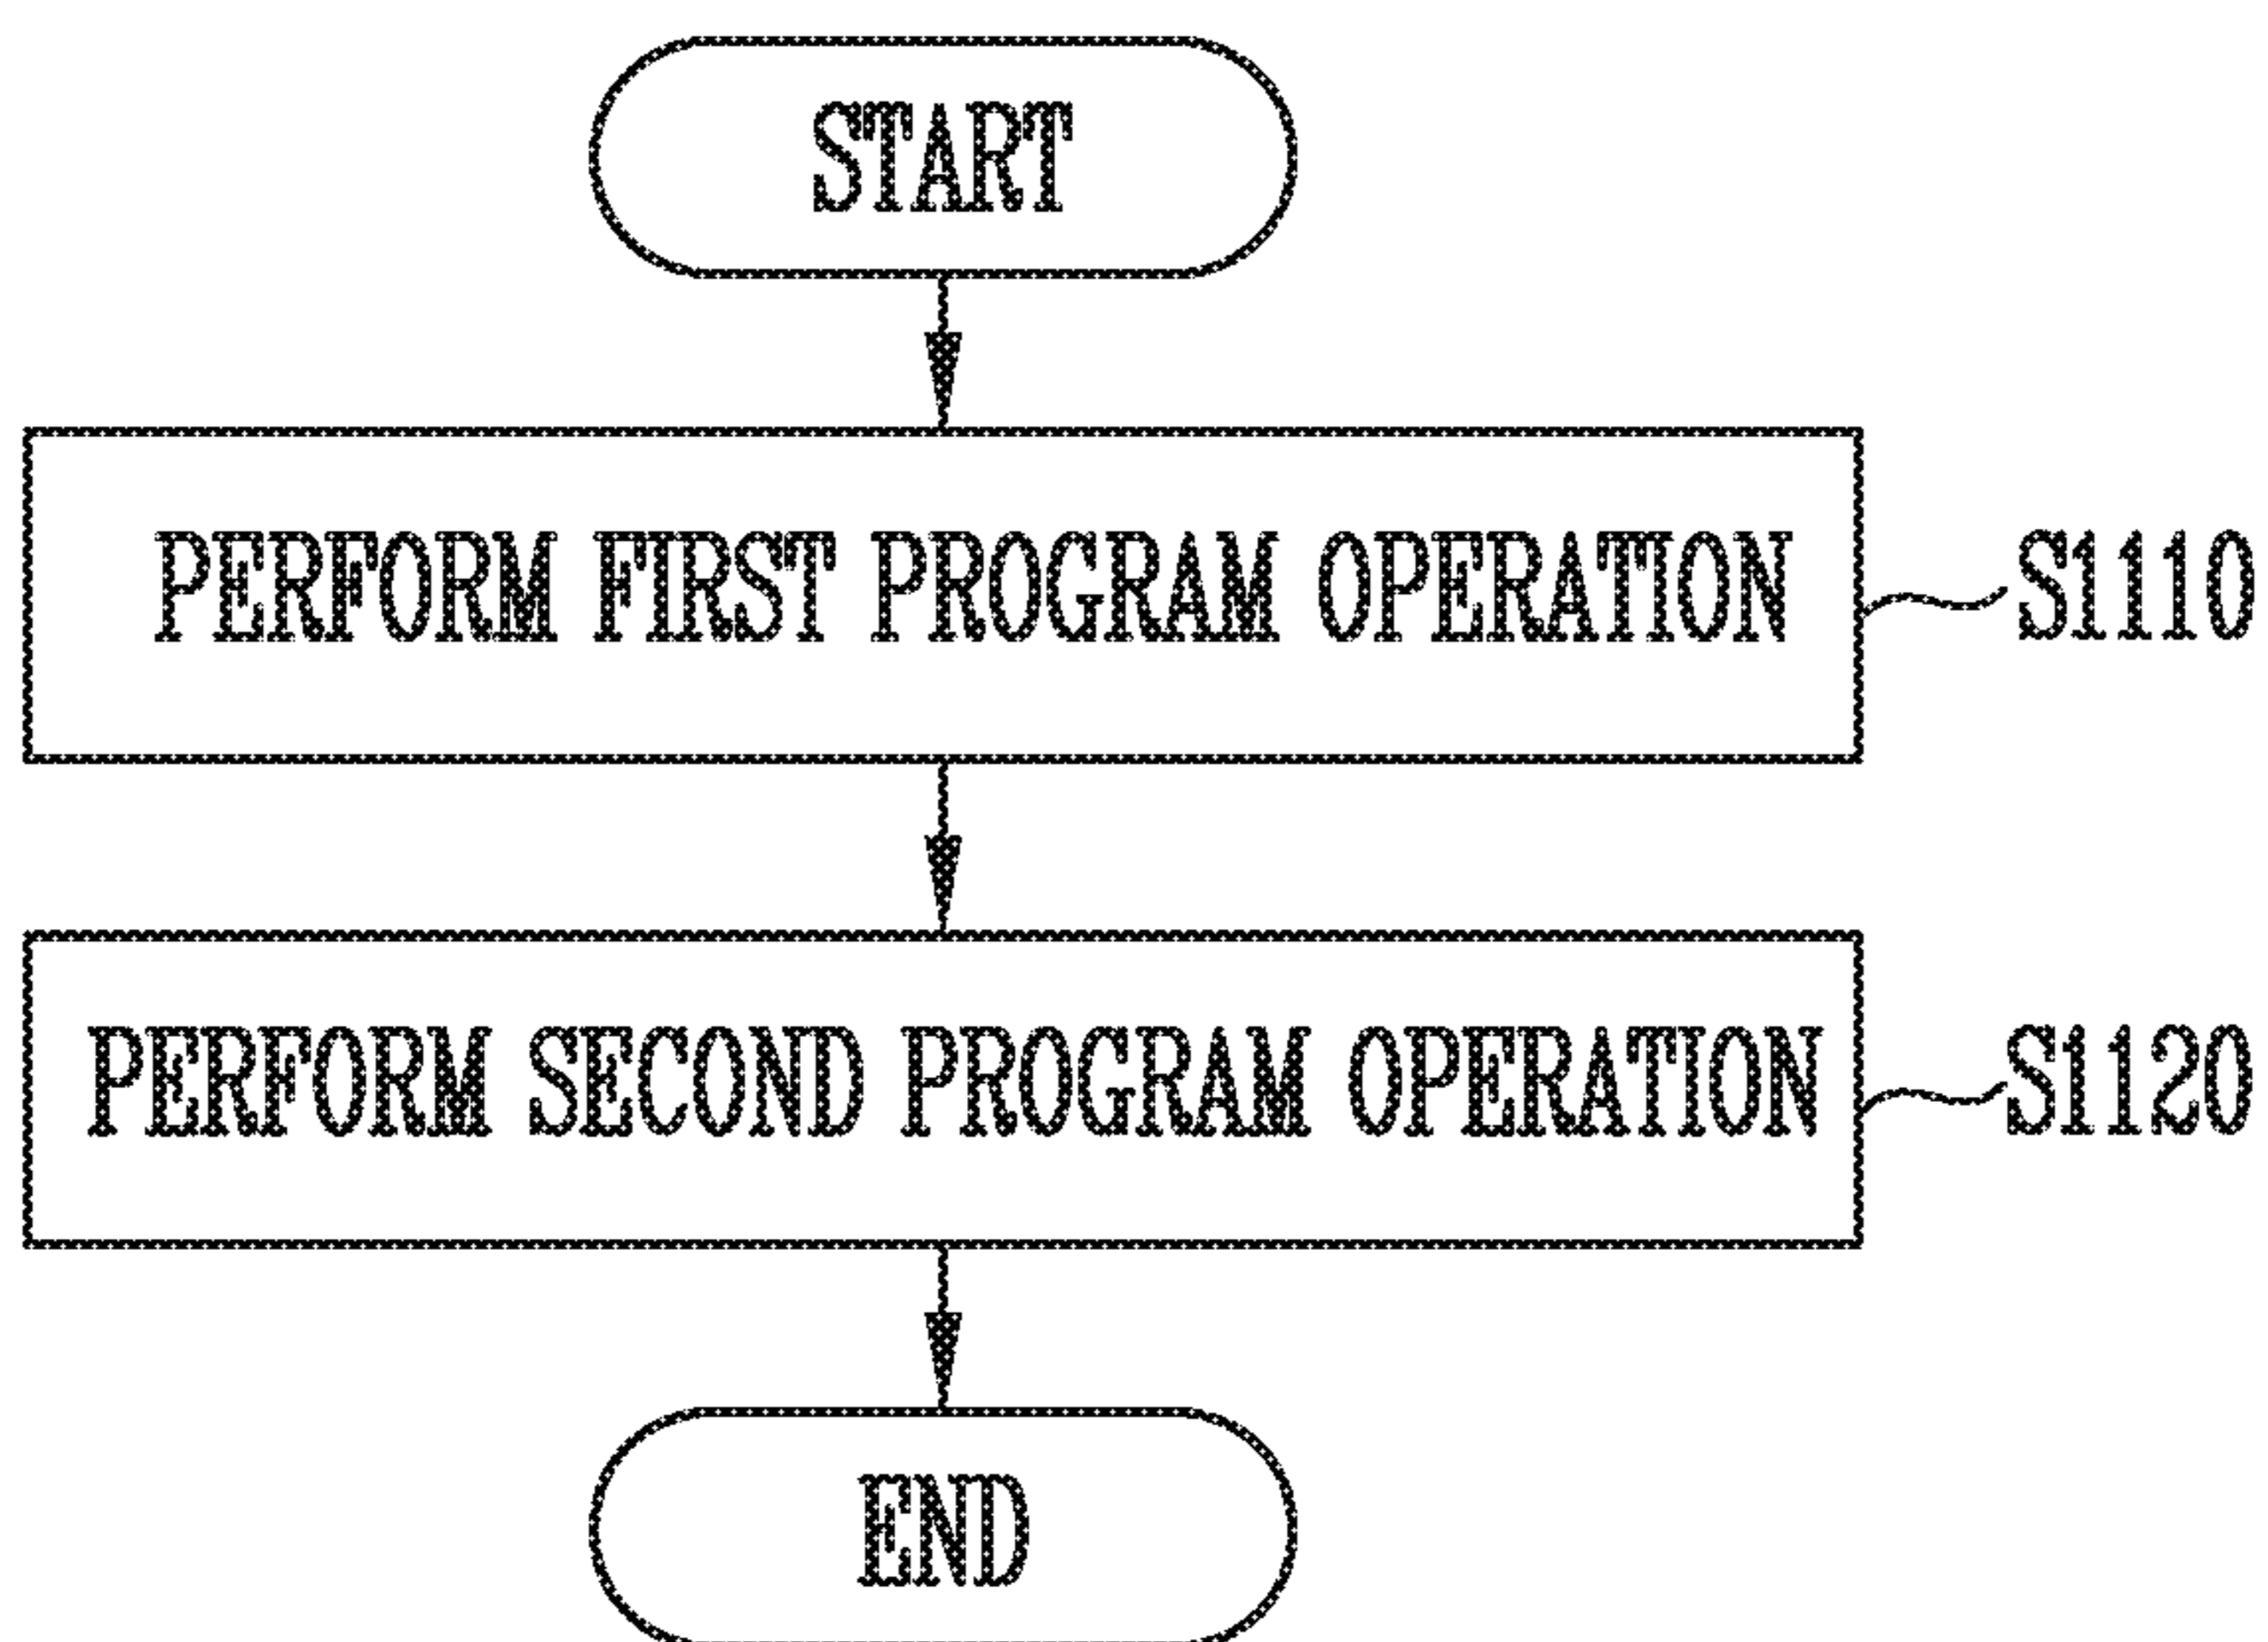 START
PERFORM FIRST PROGRAM OPERATION
S1110
PERFORM SECOND PROGRAM OPERATION
S1120
END